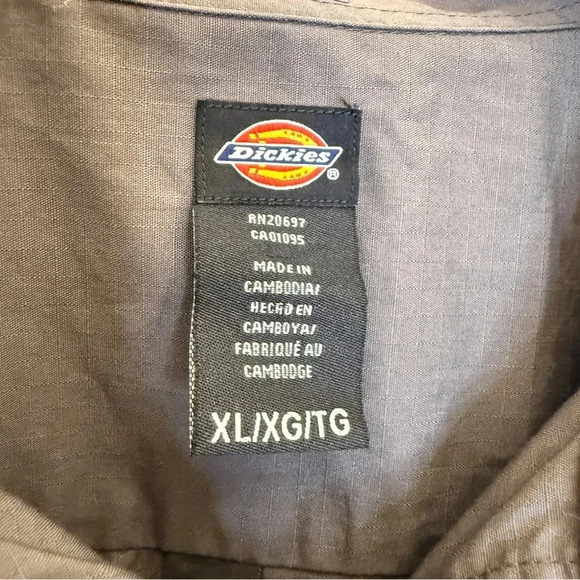 Dickies®
RN20697
CA01095
MADE IN
CAMBODIA/
HECHO EN
CAMBOYA/
FABRIQUÉ AU
CAMBODGE
XL/XG/TG